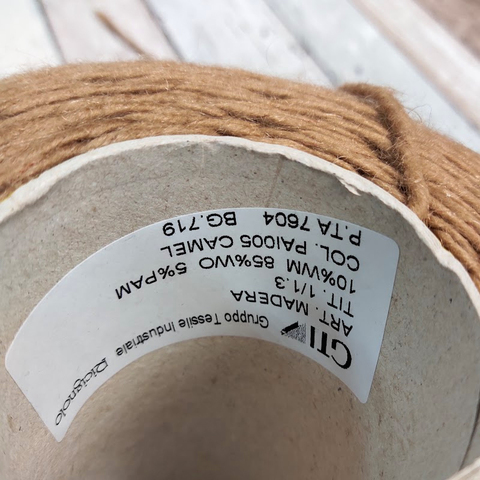 GTI Gruppo Tessile Industriale Ricignolo
ART. MADERA
TIT. 1/1.3
10%WM 85%WO 5%PAM
COL. PA1005 CAMEL
P.TA 7604 BG.719